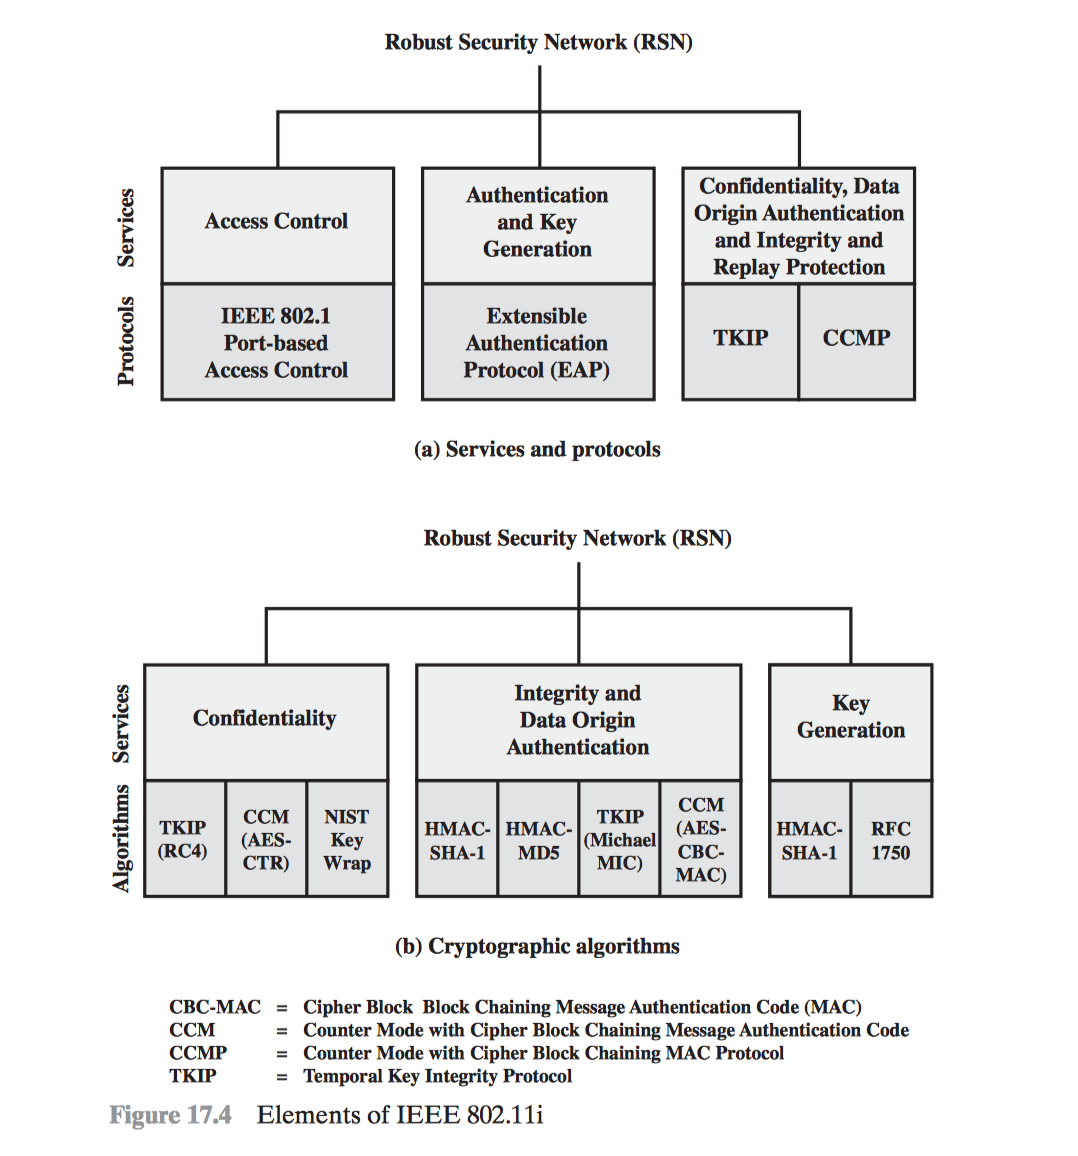 Robust Security Network (RSN)
Services
Access Control
Authentication
and Key
Generation
Confidentiality, Data
Origin Authentication
and Integrity and
Replay Protection
Protocols
IEEE 802.1
Port-based
Access Control
Extensible
Authentication
Protocol (EAP)
TKIP
CCMP
(a) Services and protocols
Robust Security Network (RSN)
Services
Confidentiality
Integrity and
Data Origin
Authentication
Key
Generation
Algorithms
TKIP
(RC4)
CCM
(AES-
CTR)
NIST
Key
Wrap
HMAC-
SHA-1
HMAC-
MD5
TKIP
(Michael
MIC)
CCM
(AES-
CBC-
MAC)
HMAC-
SHA-1
RFC
1750
(b) Cryptographic algorithms
CBC-MAC = Cipher Block Block Chaining Message Authentication Code (MAC)
CCM = Counter Mode with Cipher Block Chaining Message Authentication Code
CCMP = Counter Mode with Cipher Block Chaining MAC Protocol
TKIP = Temporal Key Integrity Protocol
Figure 17.4 Elements of IEEE 802.11i